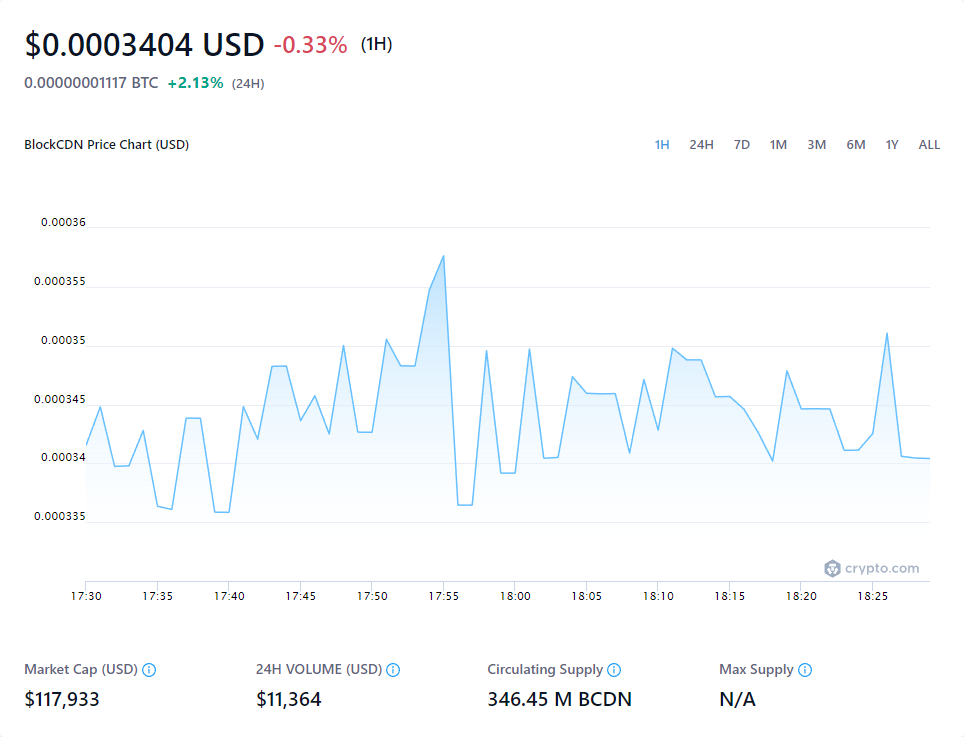 $0.0003404 USD -0.33% (1H)
0.00000001117 BTC +2.13% (24H)
BlockCDN Price Chart (USD) 1H 24H 7D 1M 3M 6M 1Y ALL
0.00036
0.000355
0.00035
0.000345
0.00034
0.000335
crypto.com
17:30 17:35 17:40 17:45 17:50 17:55 18:00 18:05 18:10 18:15 18:20 18:25
Market Cap (USD) 24H VOLUME (USD) Circulating Supply Max Supply
$117,933 $11,364 346.45 M BCDN N/A